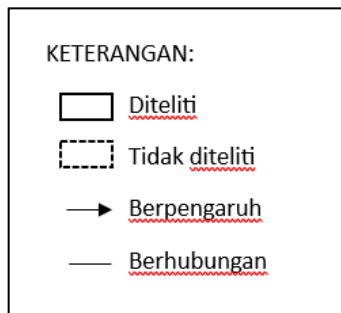 KETERANGAN:
Diteliti
Tidak diteliti
Berpengaruh
Berhubungan